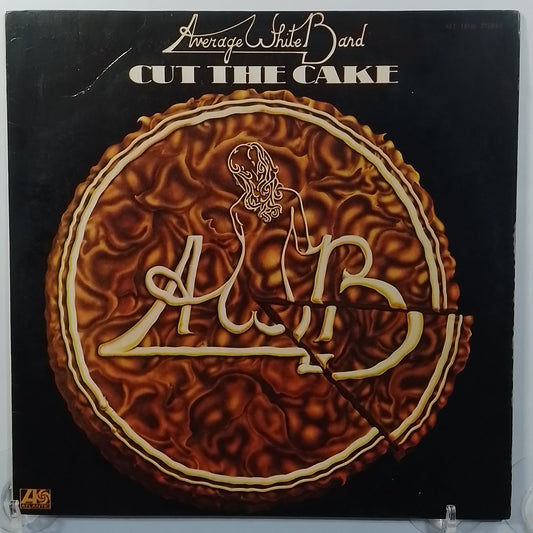 Average White Band
CUT THE CAKE
AWB
ATLANTIC